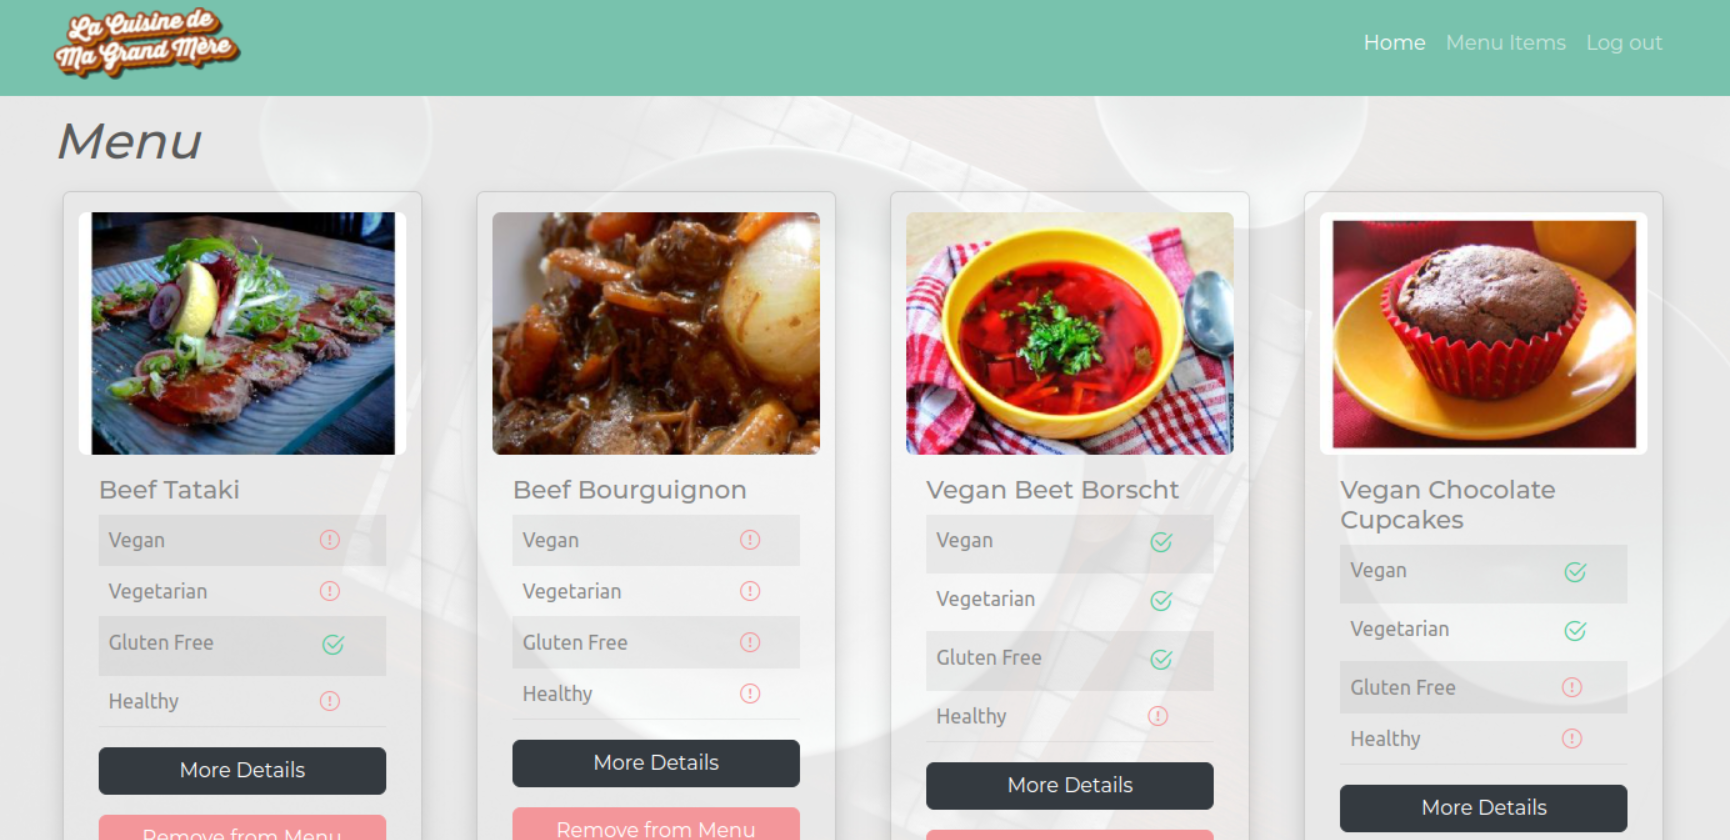 La Cuisine de
Ma Grand Mère
Home Menu Items Log out
Menu
Beef Tataki
Vegan
Vegetarian
Gluten Free
Healthy
More Details
Remove from Menu
Beef Bourguignon
Vegan
Vegetarian
Gluten Free
Healthy
More Details
Remove from Menu
Vegan Beet Borscht
Vegan
Vegetarian
Gluten Free
Healthy
More Details
Vegan Chocolate
Cupcakes
Vegan
Vegetarian
Gluten Free
Healthy
More Details